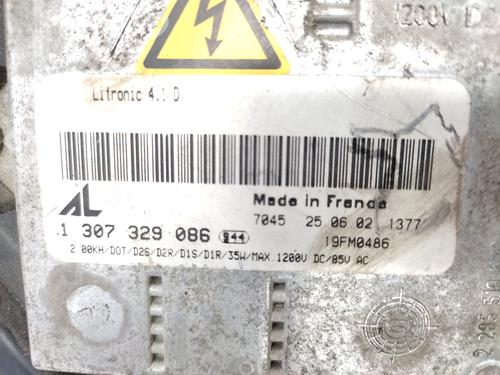 1200V
Litronic 4.1 D
AL
Made in France
7045 25 06.02 1377
.1 307 329 086 944
19FM0486
2.00KH/DOT/D2S/D2R/D1S/D1R/35W/MAX.1200V DC/85V AC